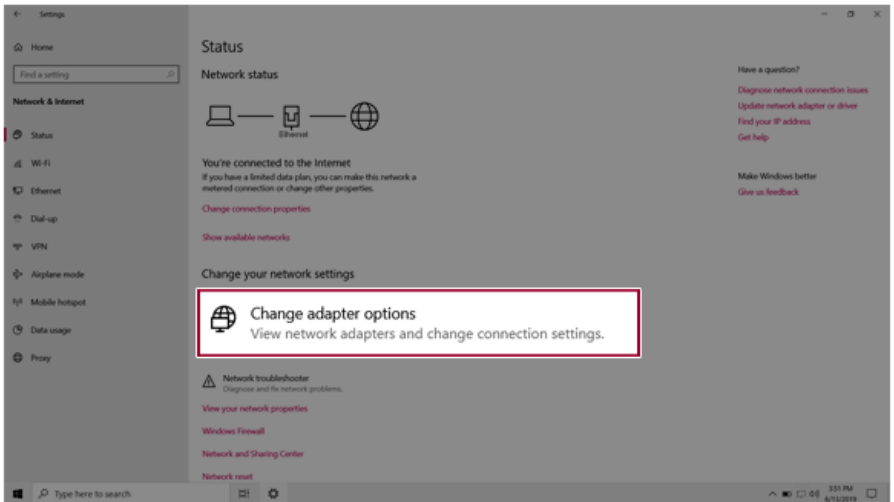 Settings
Home
Find a setting
Network & Internet
Status
Wi-Fi
Ethernet
Dial-up
VPN
Airplane mode
Mobile hotspot
Data usage
Proxy
Status
Network status
Ethernet
You're connected to the Internet
If you have a limited data plan, you can make this network a
metered connection or change other properties.
Change connection properties
Show available networks
Change your network settings
Change adapter options
View network adapters and change connection settings.
Network troubleshooter
Diagnose and fix network problems.
View your network properties
Windows Firewall
Network and Sharing Center
Network reset
Have a question?
Diagnose network connection issues
Update network adapter or driver
Find your IP address
Get help
Make Windows better
Give us feedback
Type here to search
3:51 PM
6/13/2019